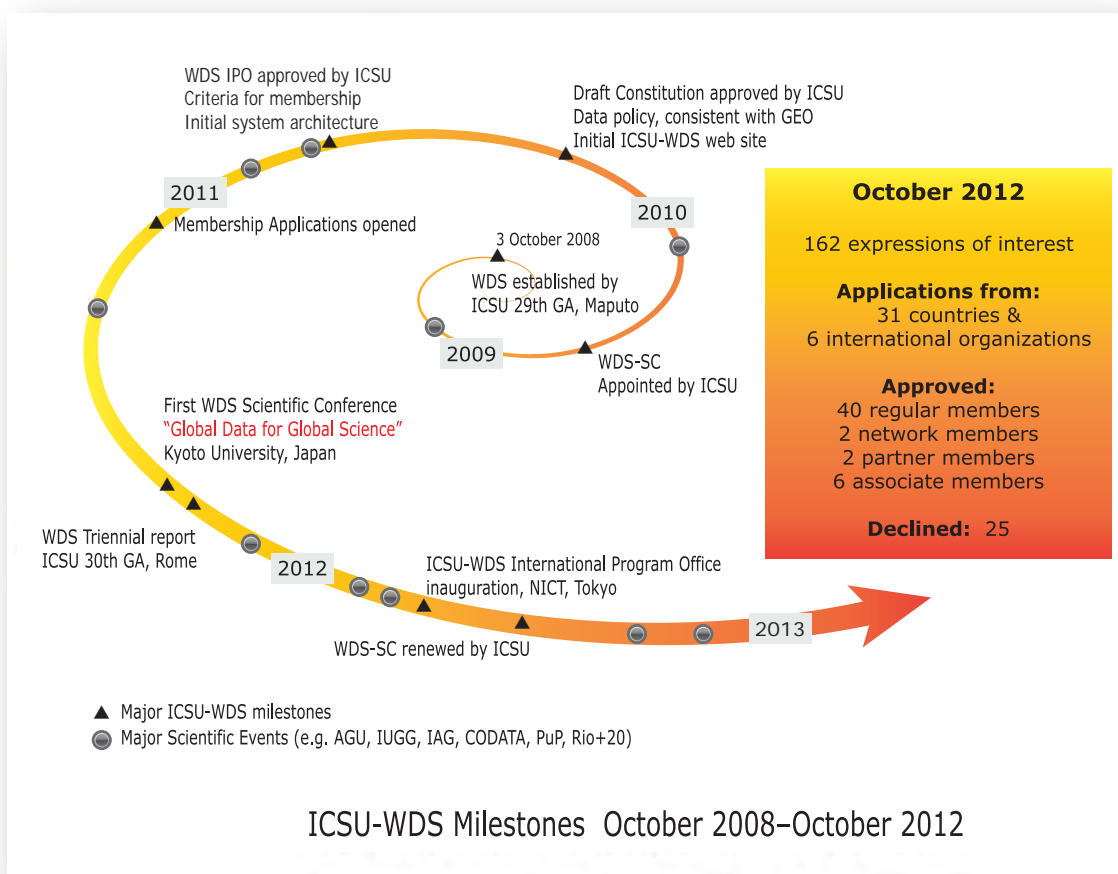 WDS IPO approved by ICSU
Criteria for membership
Initial system architecture
Draft Constitution approved by ICSU
Data policy, consistent with GEO
Initial ICSU-WDS web site
2011
Membership Applications opened
2010
3 October 2008
WDS established by
ICSU 29th GA, Maputo
2009
WDS-SC
Appointed by ICSU
October 2012
162 expressions of interest
Applications from:
31 countries &
6 international organizations
Approved:
40 regular members
2 network members
2 partner members
6 associate members
Declined: 25
First WDS Scientific Conference
“Global Data for Global Science”
Kyoto University, Japan
WDS Triennial report
ICSU 30th GA, Rome
2012
ICSU-WDS International Program Office
inauguration, NICT, Tokyo
WDS-SC renewed by ICSU
2013
Major ICSU-WDS milestones
Major Scientific Events (e.g. AGU, IUGG, IAG, CODATA, PuP, Rio+20)
ICSU-WDS Milestones October 2008–October 2012